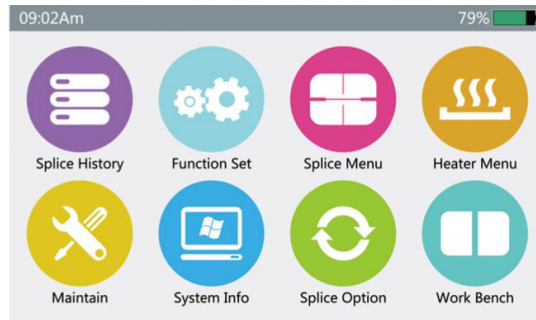 09:02Am 79%
Splice History Function Set Splice Menu Heater Menu
Maintain System Info Splice Option Work Bench